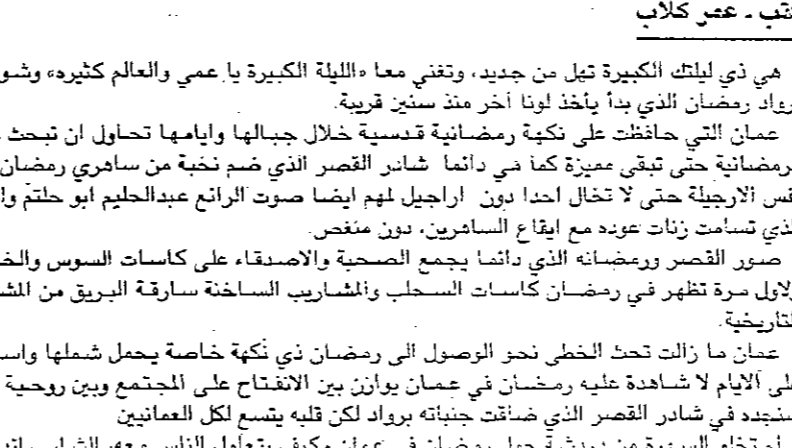 كتب ـ عمر كلاب
هي ذي ليلتك الكبيرة تهل من جديد، وتغني معا «الليلة الكبيرة يا عمي والعالم كثيره» وشو
رواد رمضان الذي بدأ يأخذ لونا آخر منذ سنين قريبة.
عمان التي حافظت على نكهة رمضانية قدسية خلال جبالها وايامها تحاول ان تبحث
رمضانية حتى تبقى مميزة كما هي دائما شادر القصر الذي ضم نخبة من ساهري رمضان
الارجيلة حتى لا تخال احدا دون اراجيل لهم ايضا صوت الرائع عبدالحليم ابو حلتم وا
لذي تسامت رنات عوده مع ايقاع الساهرين، دون منغص.
صور القصر ورمضانه الذي دائما يجمع الصحبة والاصدقاء على كاسات السوس والخ
ولاول مرة تظهر في رمضان كاسات السحلب والمشاريب الساخنة سارقة البريق من المش
لتاريخية.
عمان ما زالت تحث الخطى نحو الوصول الى رمضان ذي نكهة خاصة يحمل شملها واس
على الايام لا شاهدة عليه رمضان في عمان يوازن بين الانفتاح على المجتمع وبين روحية
سنجده في شادر القصر الذي ضاقت جنباته برواد لكن قلبه يتسع لكل العمانيين